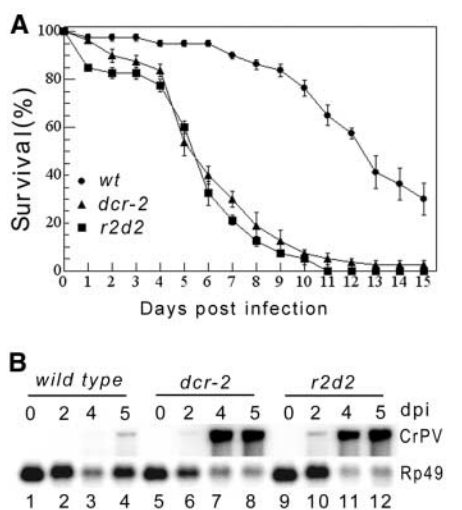 A
Survival(%)
100
80
60
40
20
0
wt
dcr-2
r2d2
0 1 2 3 4 5 6 7 8 9 10 11 12 13 14 15
Days post infection
B
wild type dcr-2 r2d2
0 2 4 5 0 2 4 5 0 2 4 5 dpi
CrPV
Rp49
1 2 3 4 5 6 7 8 9 10 11 12